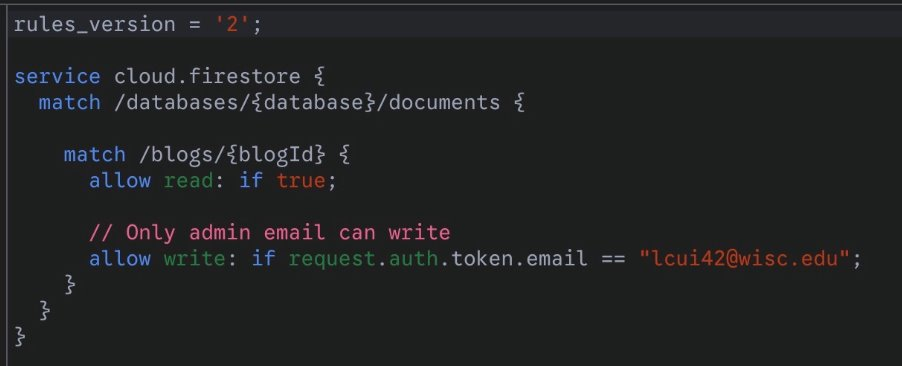 rules_version = '2';
service cloud.firestore {
match /databases/{database}/documents {
match /blogs/{blogId} {
allow read: if true;
// Only admin email can write
allow write: if request.auth.token.email == "lcui42@wisc.edu";
}
}
}